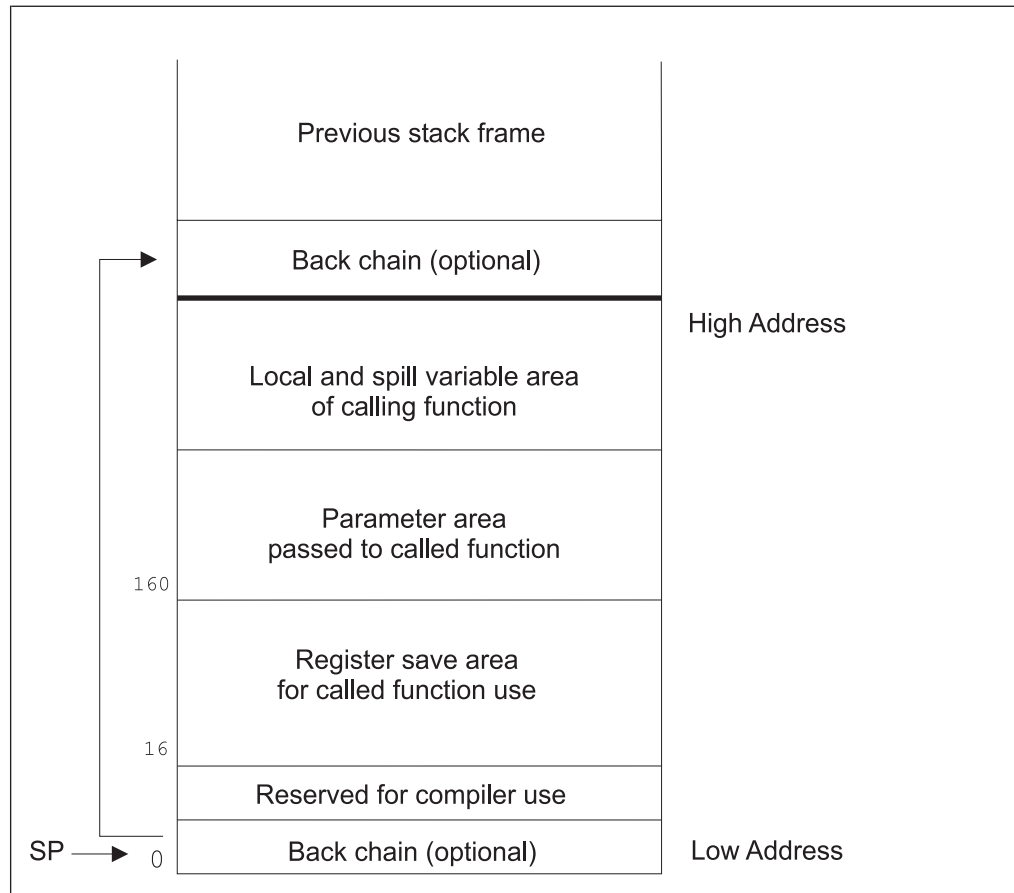 Previous stack frame
Back chain (optional)
High Address
Local and spill variable area
of calling function
Parameter area
passed to called function
160
Register save area
for called function use
16
Reserved for compiler use
SP
0
Back chain (optional)
Low Address